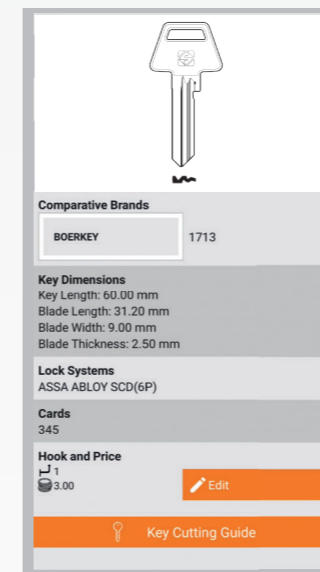 Comparative Brands
BOERKEY 1713
Key Dimensions
Key Length: 60.00 mm
Blade Length: 31.20 mm
Blade Width: 9.00 mm
Blade Thickness: 2.50 mm
Lock Systems
ASSA ABLOY SCD(6P)
Cards
345
Hook and Price
1
3.00
Edit
Key Cutting Guide